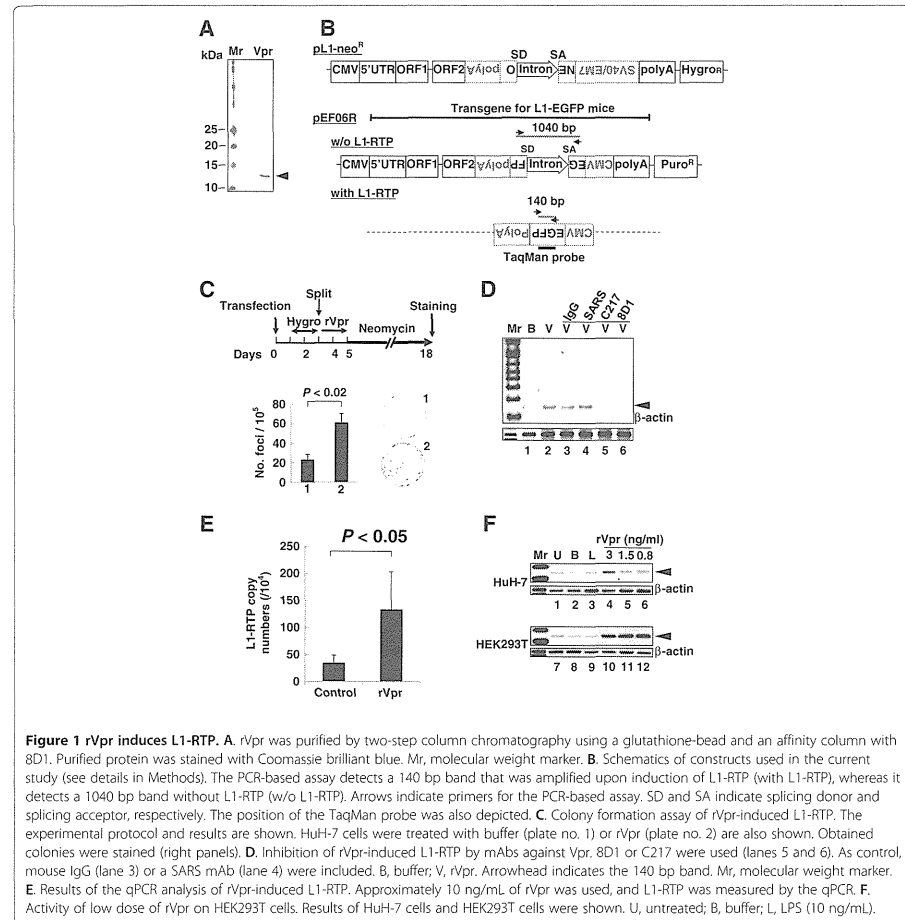 A
kDa Mr Vpr
25
20
15
10
B
pL1-neoR
SD SA
CMV 5'UTR ORF1 ORF2 polyA O Intron NE SV40/EM7 polyA HygroR
pEF06R
Transgene for L1-EGFP mice
1040 bp
w/o L1-RTP
SD SA
CMV 5'UTR ORF1 ORF2 polyA FP Intron EG CMV polyA PuroR
with L1-RTP
140 bp
PolyA EGFP CMV
TaqMan probe
C
Split
Transfection Staining
Hygro rVpr
Neomycin
Days 0 2 4 5 18
P < 0.02
No. foci / 10⁵
80
60
40
20
0
1 2
1
2
D
IgG SARS C217 8D1
Mr B V V V V V
β-actin
1 2 3 4 5 6
E
P < 0.05
L1-RTP copy
numbers (/10⁴)
250
200
150
100
50
0
Control rVpr
F
rVpr (ng/ml)
Mr U B L 3 1.5 0.8
HuH-7
β-actin
1 2 3 4 5 6
HEK293T
β-actin
7 8 9 10 11 12
Figure 1 rVpr induces L1-RTP. A. rVpr was purified by two-step column chromatography using a glutathione-bead and an affinity column with
8D1. Purified protein was stained with Coomassie brilliant blue. Mr, molecular weight marker. B. Schematics of constructs used in the current
study (see details in Methods). The PCR-based assay detects a 140 bp band that was amplified upon induction of L1-RTP (with L1-RTP), whereas it
detects a 1040 bp band without L1-RTP (w/o L1-RTP). Arrows indicate primers for the PCR-based assay. SD and SA indicate splicing donor and
splicing acceptor, respectively. The position of the TaqMan probe was also depicted. C. Colony formation assay of rVpr-induced L1-RTP. The
experimental protocol and results are shown. HuH-7 cells were treated with buffer (plate no. 1) or rVpr (plate no. 2) are also shown. Obtained
colonies were stained (right panels). D. Inhibition of rVpr-induced L1-RTP by mAbs against Vpr. 8D1 or C217 were used (lanes 5 and 6). As control,
mouse IgG (lane 3) or a SARS mAb (lane 4) were included. B, buffer; V, rVpr. Arrowhead indicates the 140 bp band. Mr, molecular weight marker.
E. Results of the qPCR analysis of rVpr-induced L1-RTP. Approximately 10 ng/mL of rVpr was used, and L1-RTP was measured by the qPCR. F.
Activity of low dose of rVpr on HEK293T cells. Results of HuH-7 cells and HEK293T cells were shown. U, untreated; B, buffer; L, LPS (10 ng/mL).